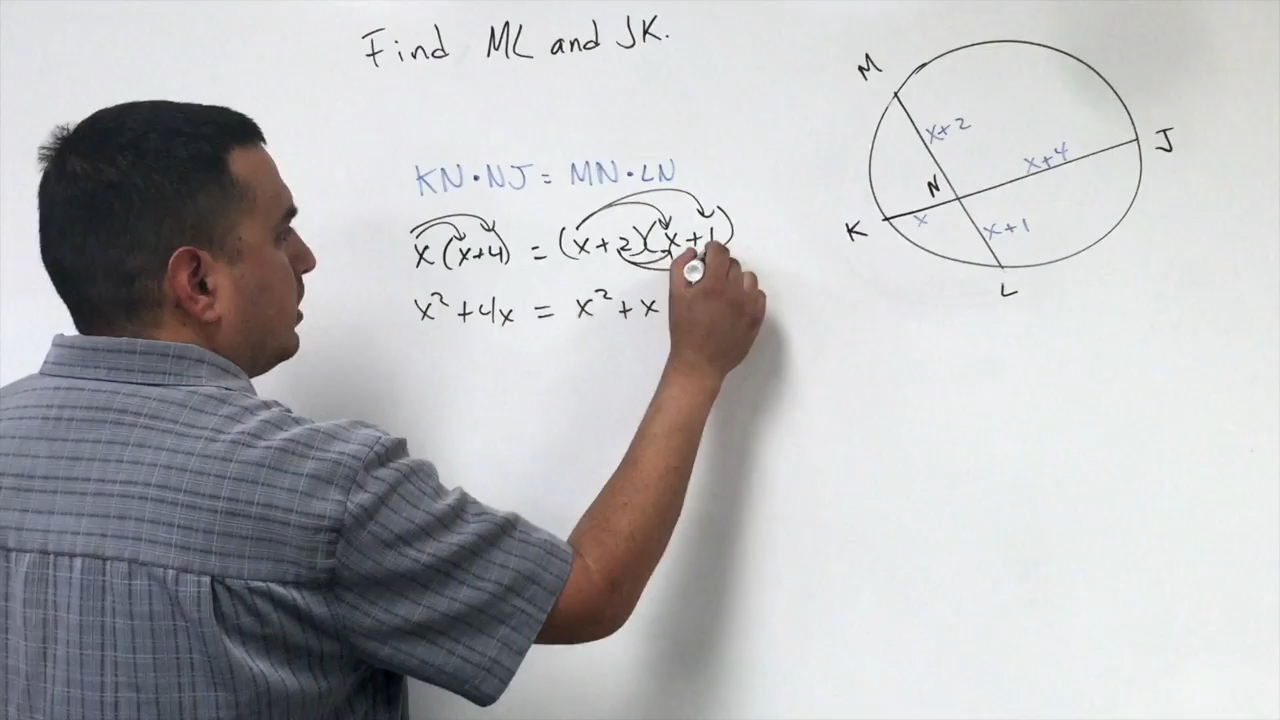 Find ML and JK.
KN·NJ = MN·LN
x(x+4) = (x+2)(x+1)
x²+4x = x²+x
M
x+2
x+4
J
N
K
x
x+1
L